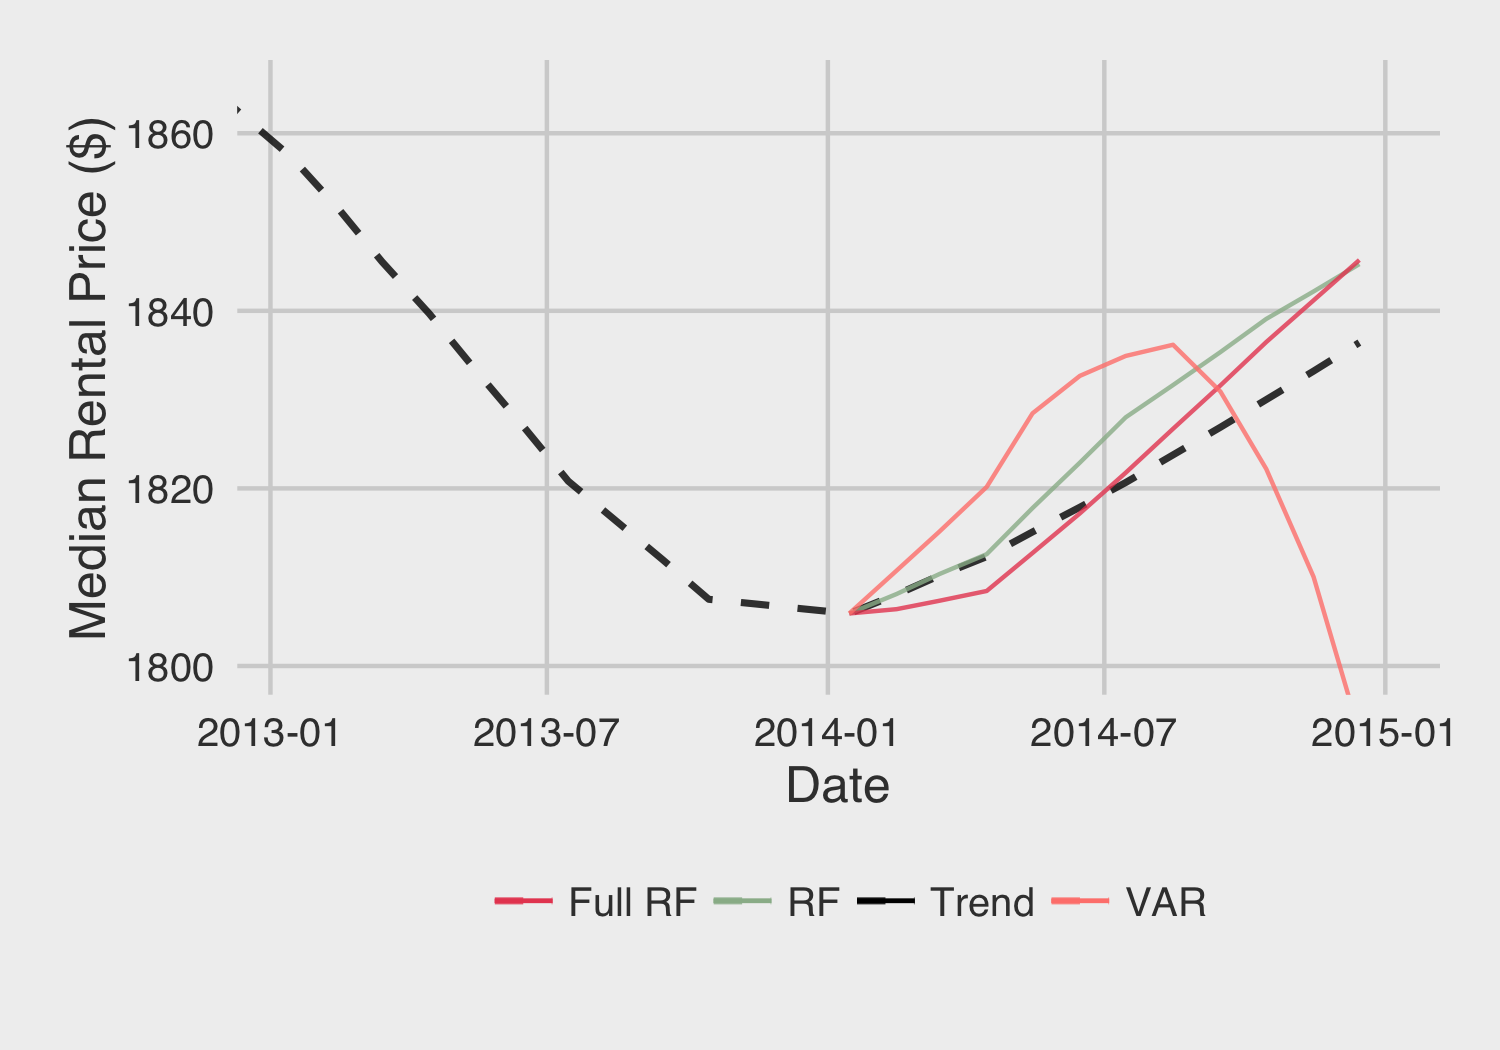 Median Rental Price ($)
1860
1840
1820
1800
2013-01 2013-07 2014-01 2014-07 2015-01
Date
Full RF RF Trend VAR